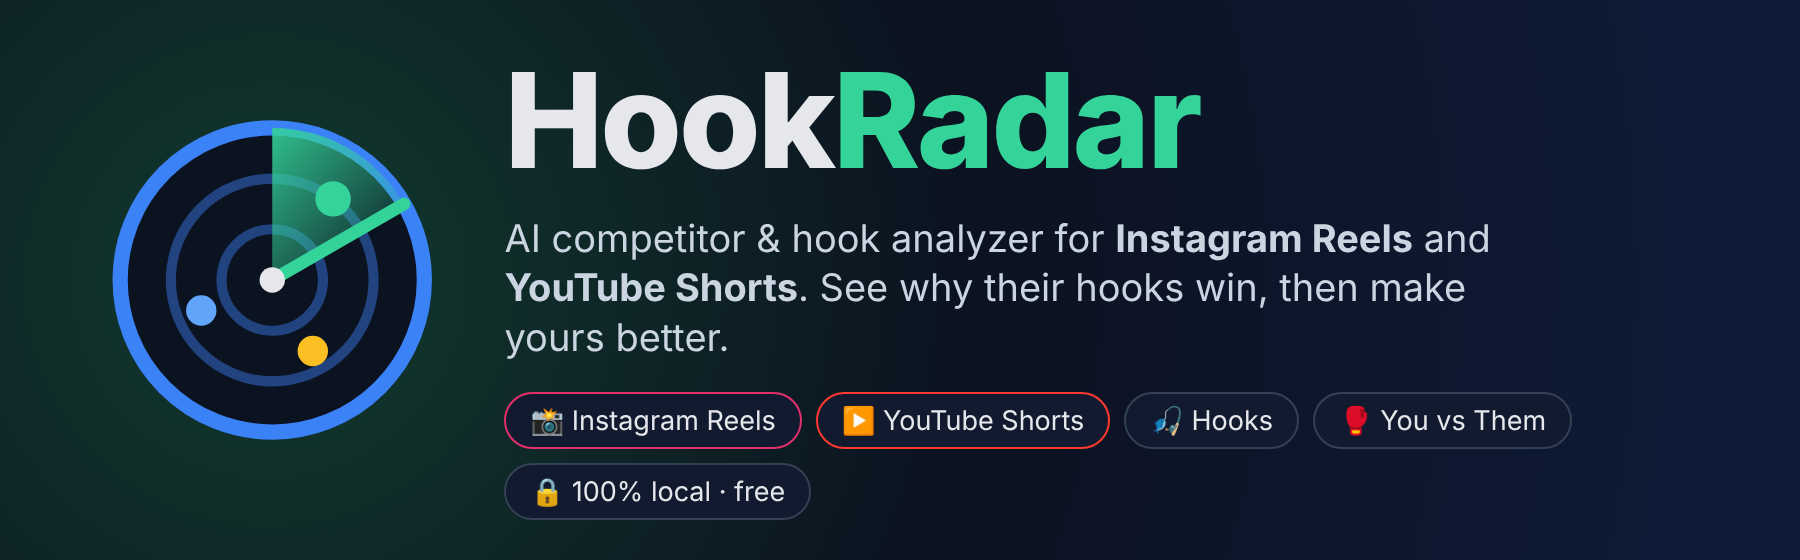 HookRadar
AI competitor & hook analyzer for Instagram Reels and
YouTube Shorts. See why their hooks win, then make
yours better.
📸 Instagram Reels ▶️ YouTube Shorts 🎣 Hooks 🥊 You vs Them
🔒 100% local · free